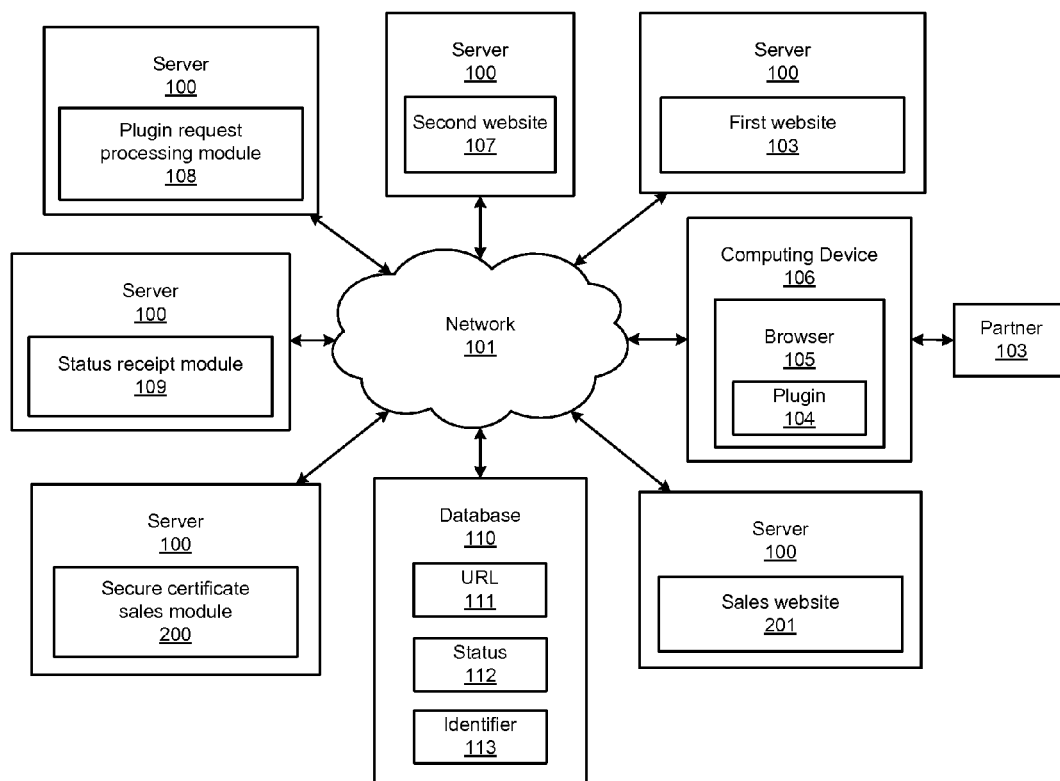 Server
100
Plugin request
processing module
108
Server
100
Second website
107
Server
100
First website
103
Server
100
Status receipt module
109
Network
101
Computing Device
106
Browser
105
Plugin
104
Partner
103
Server
100
Secure certificate
sales module
200
Database
110
URL
111
Status
112
Identifier
113
Server
100
Sales website
201